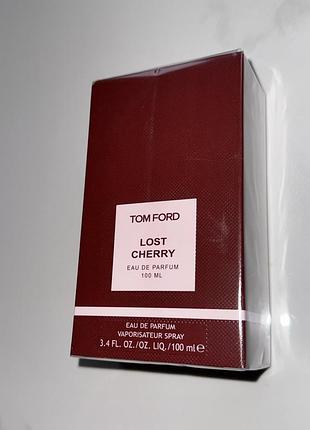 TOM FORD
LOST
CHERRY
EAU DE PARFUM
100 ML
EAU DE PARFUM
VAPORISATEUR SPRAY
3.4 FL. OZ./OZ. LIQ./100 ml ℮